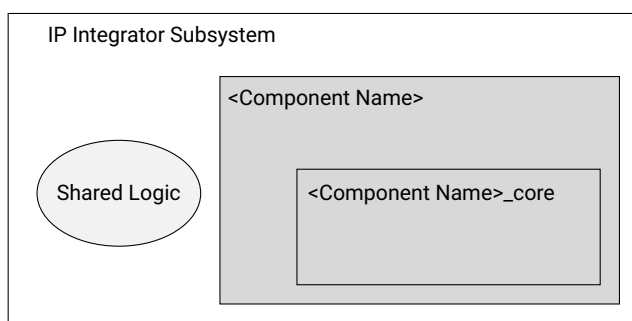 IP Integrator Subsystem
<Component Name>
Shared Logic
<Component Name>_core